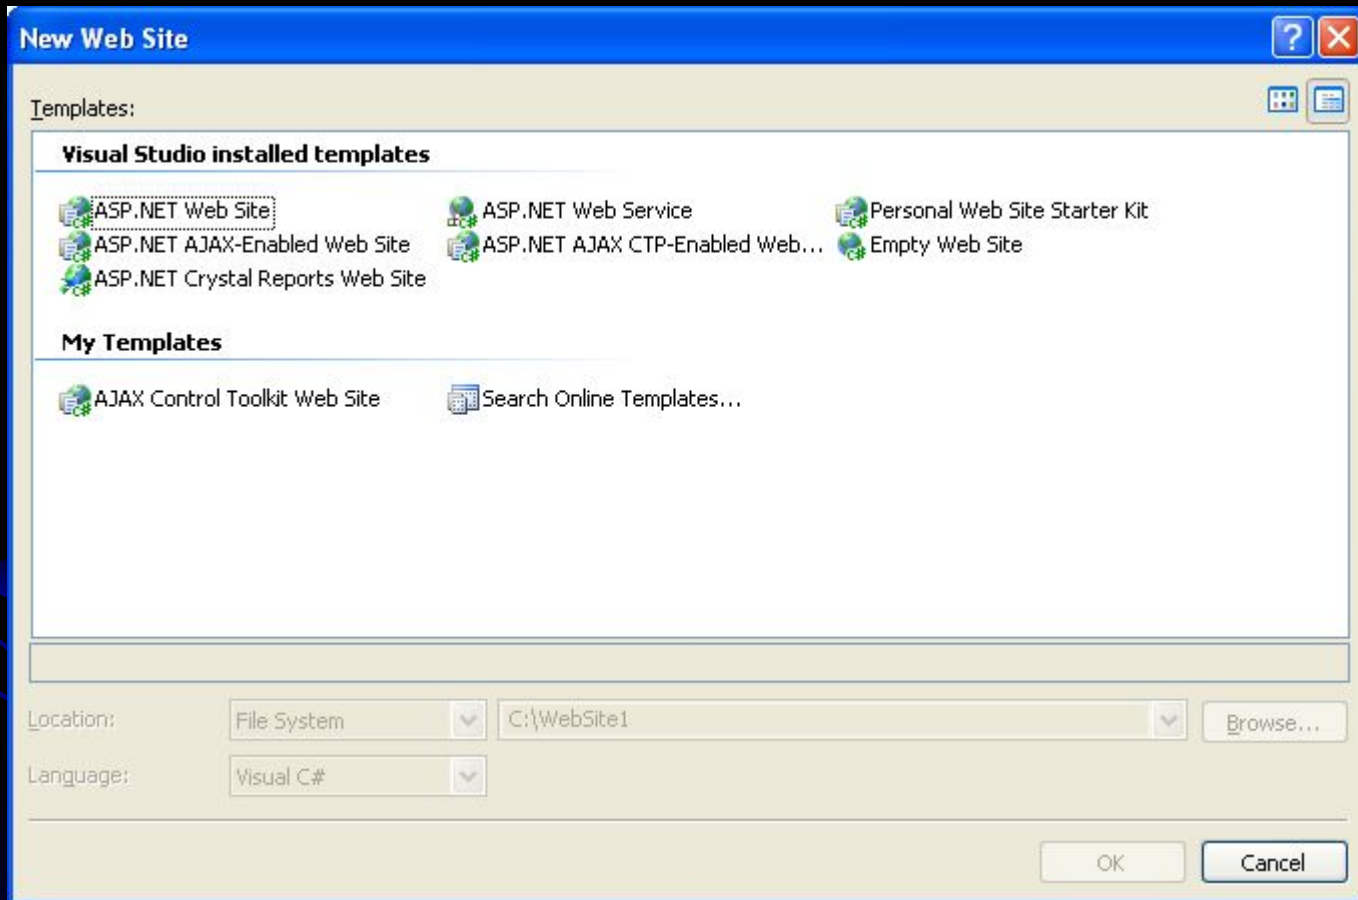 New Web Site
Templates:
Visual Studio installed templates
ASP.NET Web Site ASP.NET Web Service Personal Web Site Starter Kit
ASP.NET AJAX-Enabled Web Site ASP.NET AJAX CTP-Enabled Web... Empty Web Site
ASP.NET Crystal Reports Web Site
My Templates
AJAX Control Toolkit Web Site Search Online Templates...
Location: File System C:\WebSite1 Browse...
Language: Visual C#
OK Cancel